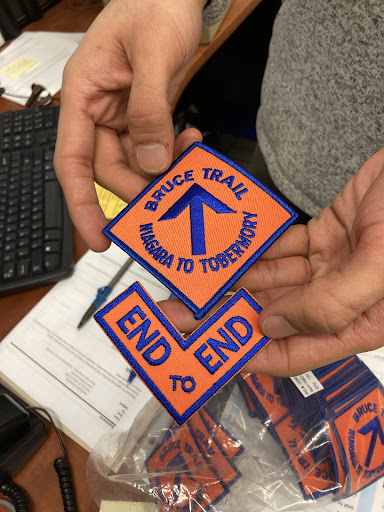 BRUCE TRAIL
NIAGARA TO TOBERMORY
END
TO
END